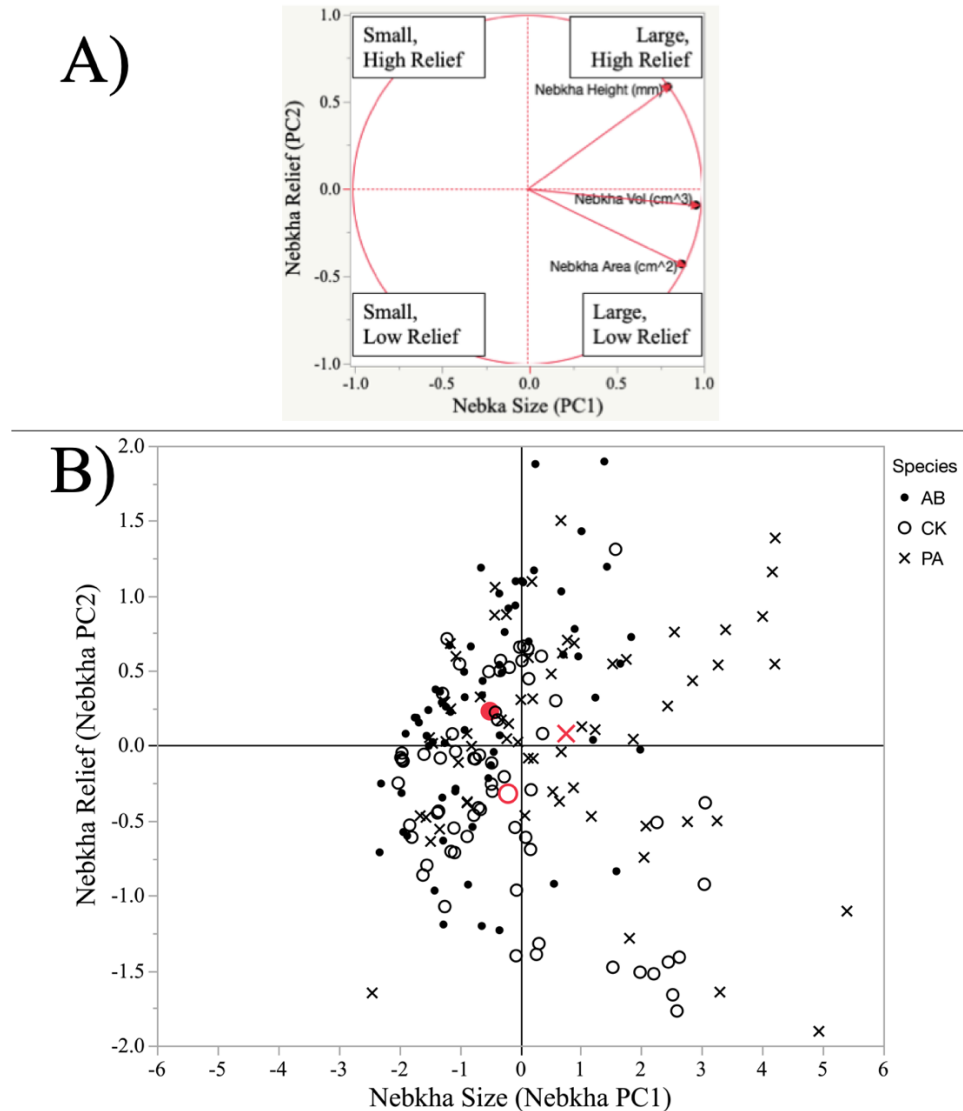 A)
Small,
High Relief
Large,
High Relief
Nebkha Height (mm)
Nebkha Vol (cm^3)
Nebkha Area (cm^2)
Small,
Low Relief
Large,
Low Relief
Nebkha Relief (PC2)
1.0
0.5
0.0
-0.5
-1.0
-1.0
-0.5
0.0
0.5
1.0
Nebka Size (PC1)
B)
Species
AB
CK
PA
Nebkha Relief (Nebkha PC2)
2.0
1.5
1.0
0.5
0.0
-0.5
-1.0
-1.5
-2.0
-6 -5 -4 -3 -2 -1 0 1 2 3 4 5 6
Nebkha Size (Nebkha PC1)